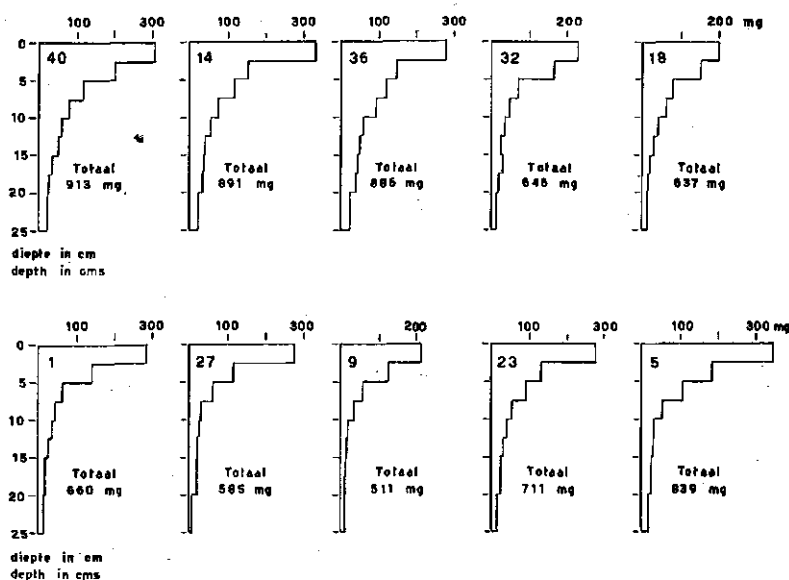 100 300 100 300 100 300 200 200 mg
0
40 14 36 32 18
5
10
15
Totaal Totaal Totaal Totaal Totaal
913 mg 891 mg 886 mg 646 mg 637 mg
20
25
diepte in cm
depth in cms
100 300 100 300 200 100 300 100 300 mg
0
1 27 9 23 5
5
10
15
Totaal Totaal Totaal Totaal Totaal
660 mg 585 mg 511 mg 711 mg 839 mg
20
25
diepte in cm
depth in cms